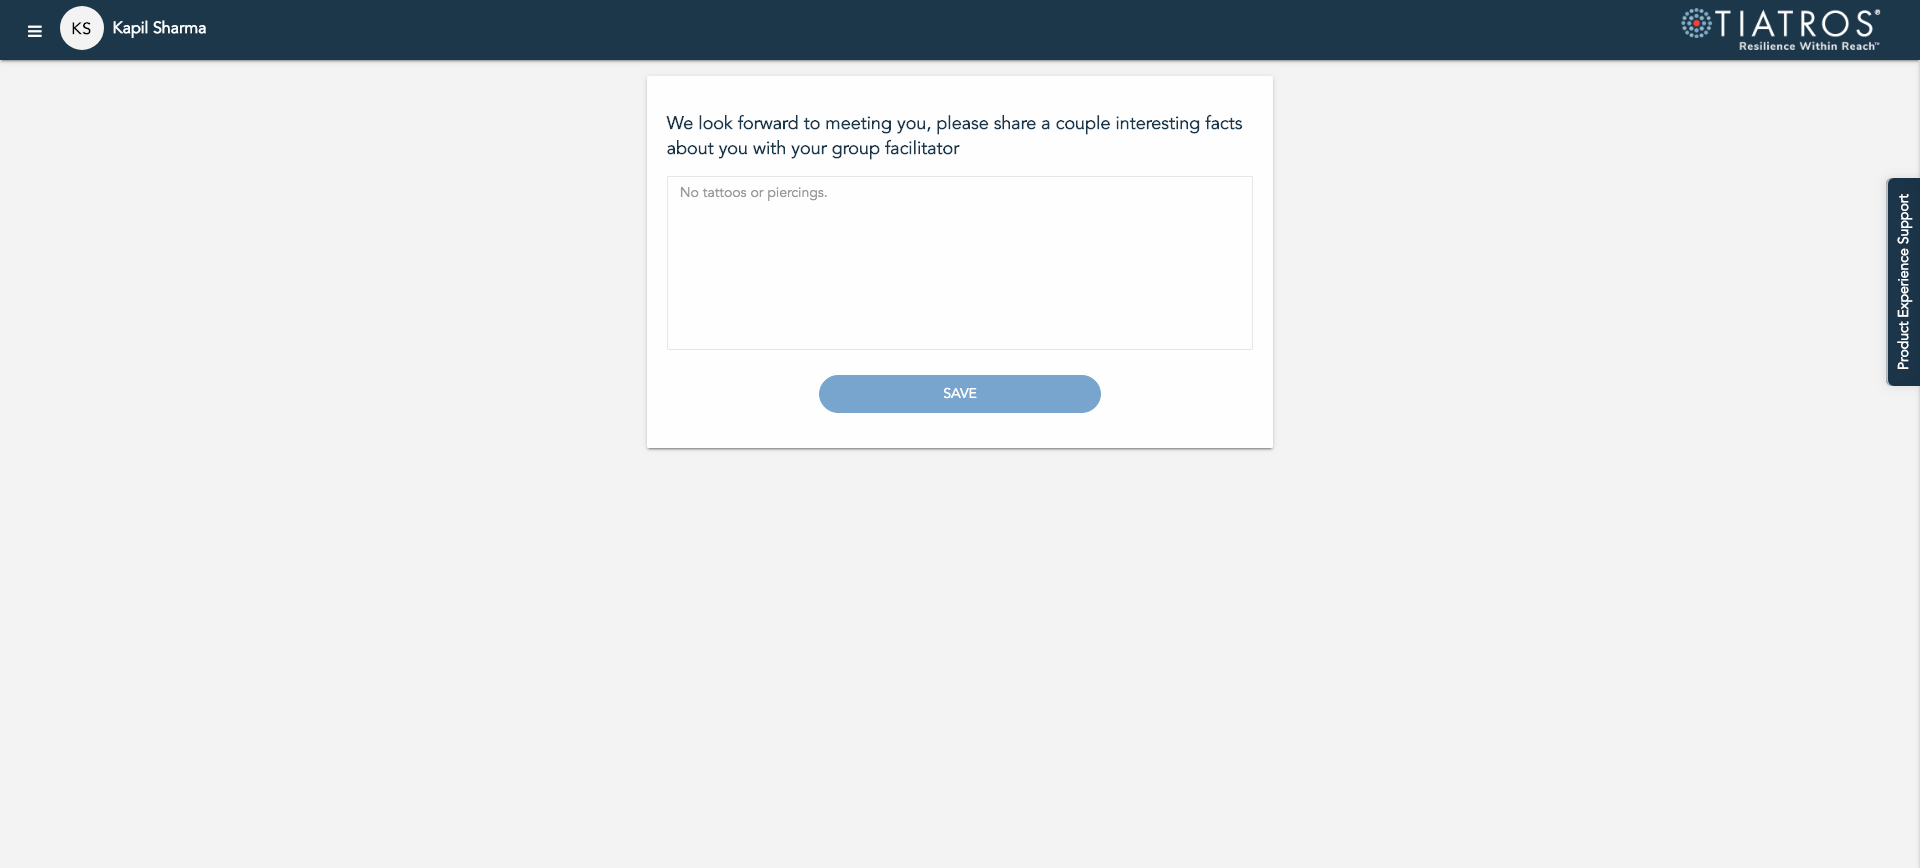 KS
Kapil Sharma
TIATROS®
Resilience Within Reach™
We look forward to meeting you, please share a couple interesting facts
about you with your group facilitator
No tattoos or piercings.
SAVE
Product Experience Support